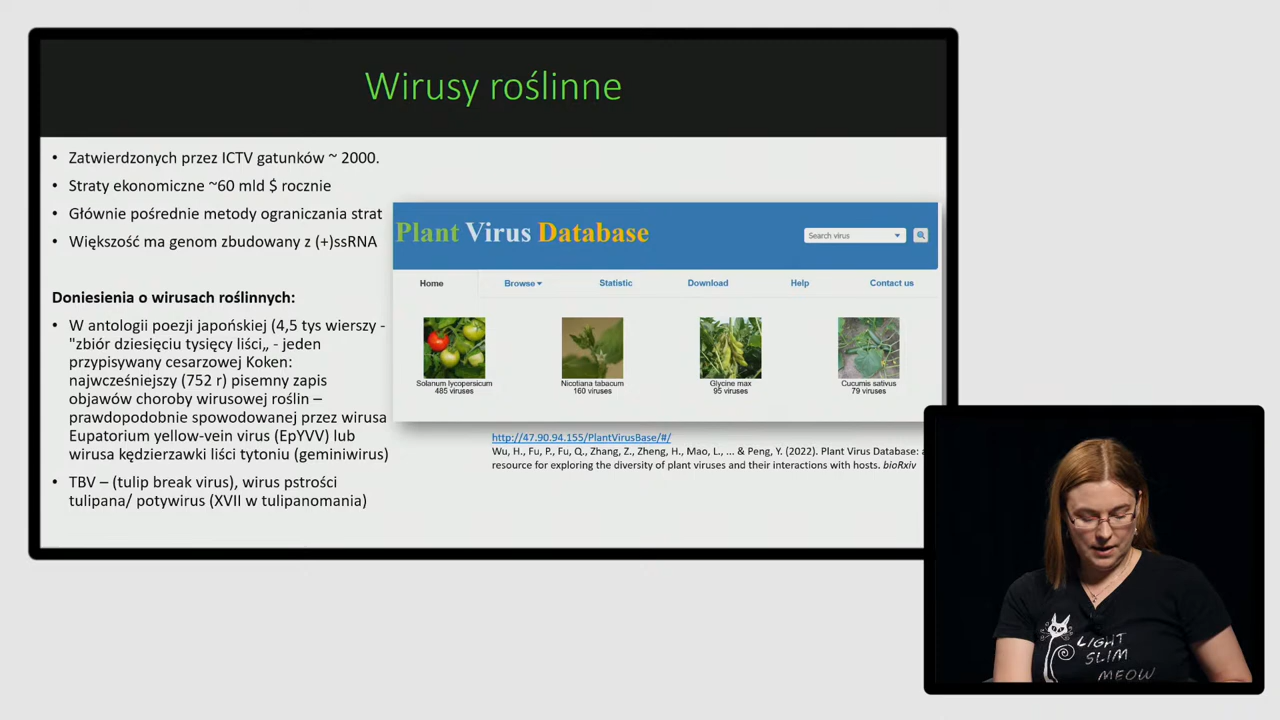 Wirusy roślinne
• Zatwierdzonych przez ICTV gatunków ~ 2000.
• Straty ekonomiczne ~60 mld $ rocznie
• Głównie pośrednie metody ograniczania strat
• Większość ma genom zbudowany z (+)ssRNA
Doniesienia o wirusach roślinnych:
• W antologii poezji japońskiej (4,5 tys wierszy -
"zbiór dziesięciu tysięcy liści„ - jeden
przypisywany cesarzowej Koken:
najwcześniejszy (752 r) pisemny zapis
objawów choroby wirusowej roślin –
prawdopodobnie spowodowanej przez wirusa
Eupatorium yellow-vein virus (EpYVV) lub
wirusa kędzierzawki liści tytoniu (geminiwirus)
• TBV – (tulip break virus), wirus pstrości
tulipana/ potywirus (XVII w tulipanomania)
Plant Virus Database
Search virus
Home Browse Statistic Download Help Contact us
Solanum lycopersicum
485 viruses
Nicotiana tabacum
160 viruses
Glycine max
95 viruses
Cucumis sativus
79 viruses
http://47.90.94.155/PlantVirusBase/#/
Wu, H., Fu, P., Fu, Q., Zhang, Z., Zheng, H., Mao, L., ... & Peng, Y. (2022). Plant Virus Database: a
resource for exploring the diversity of plant viruses and their interactions with hosts. bioRxiv
LIGHT
SLIM
MEOW